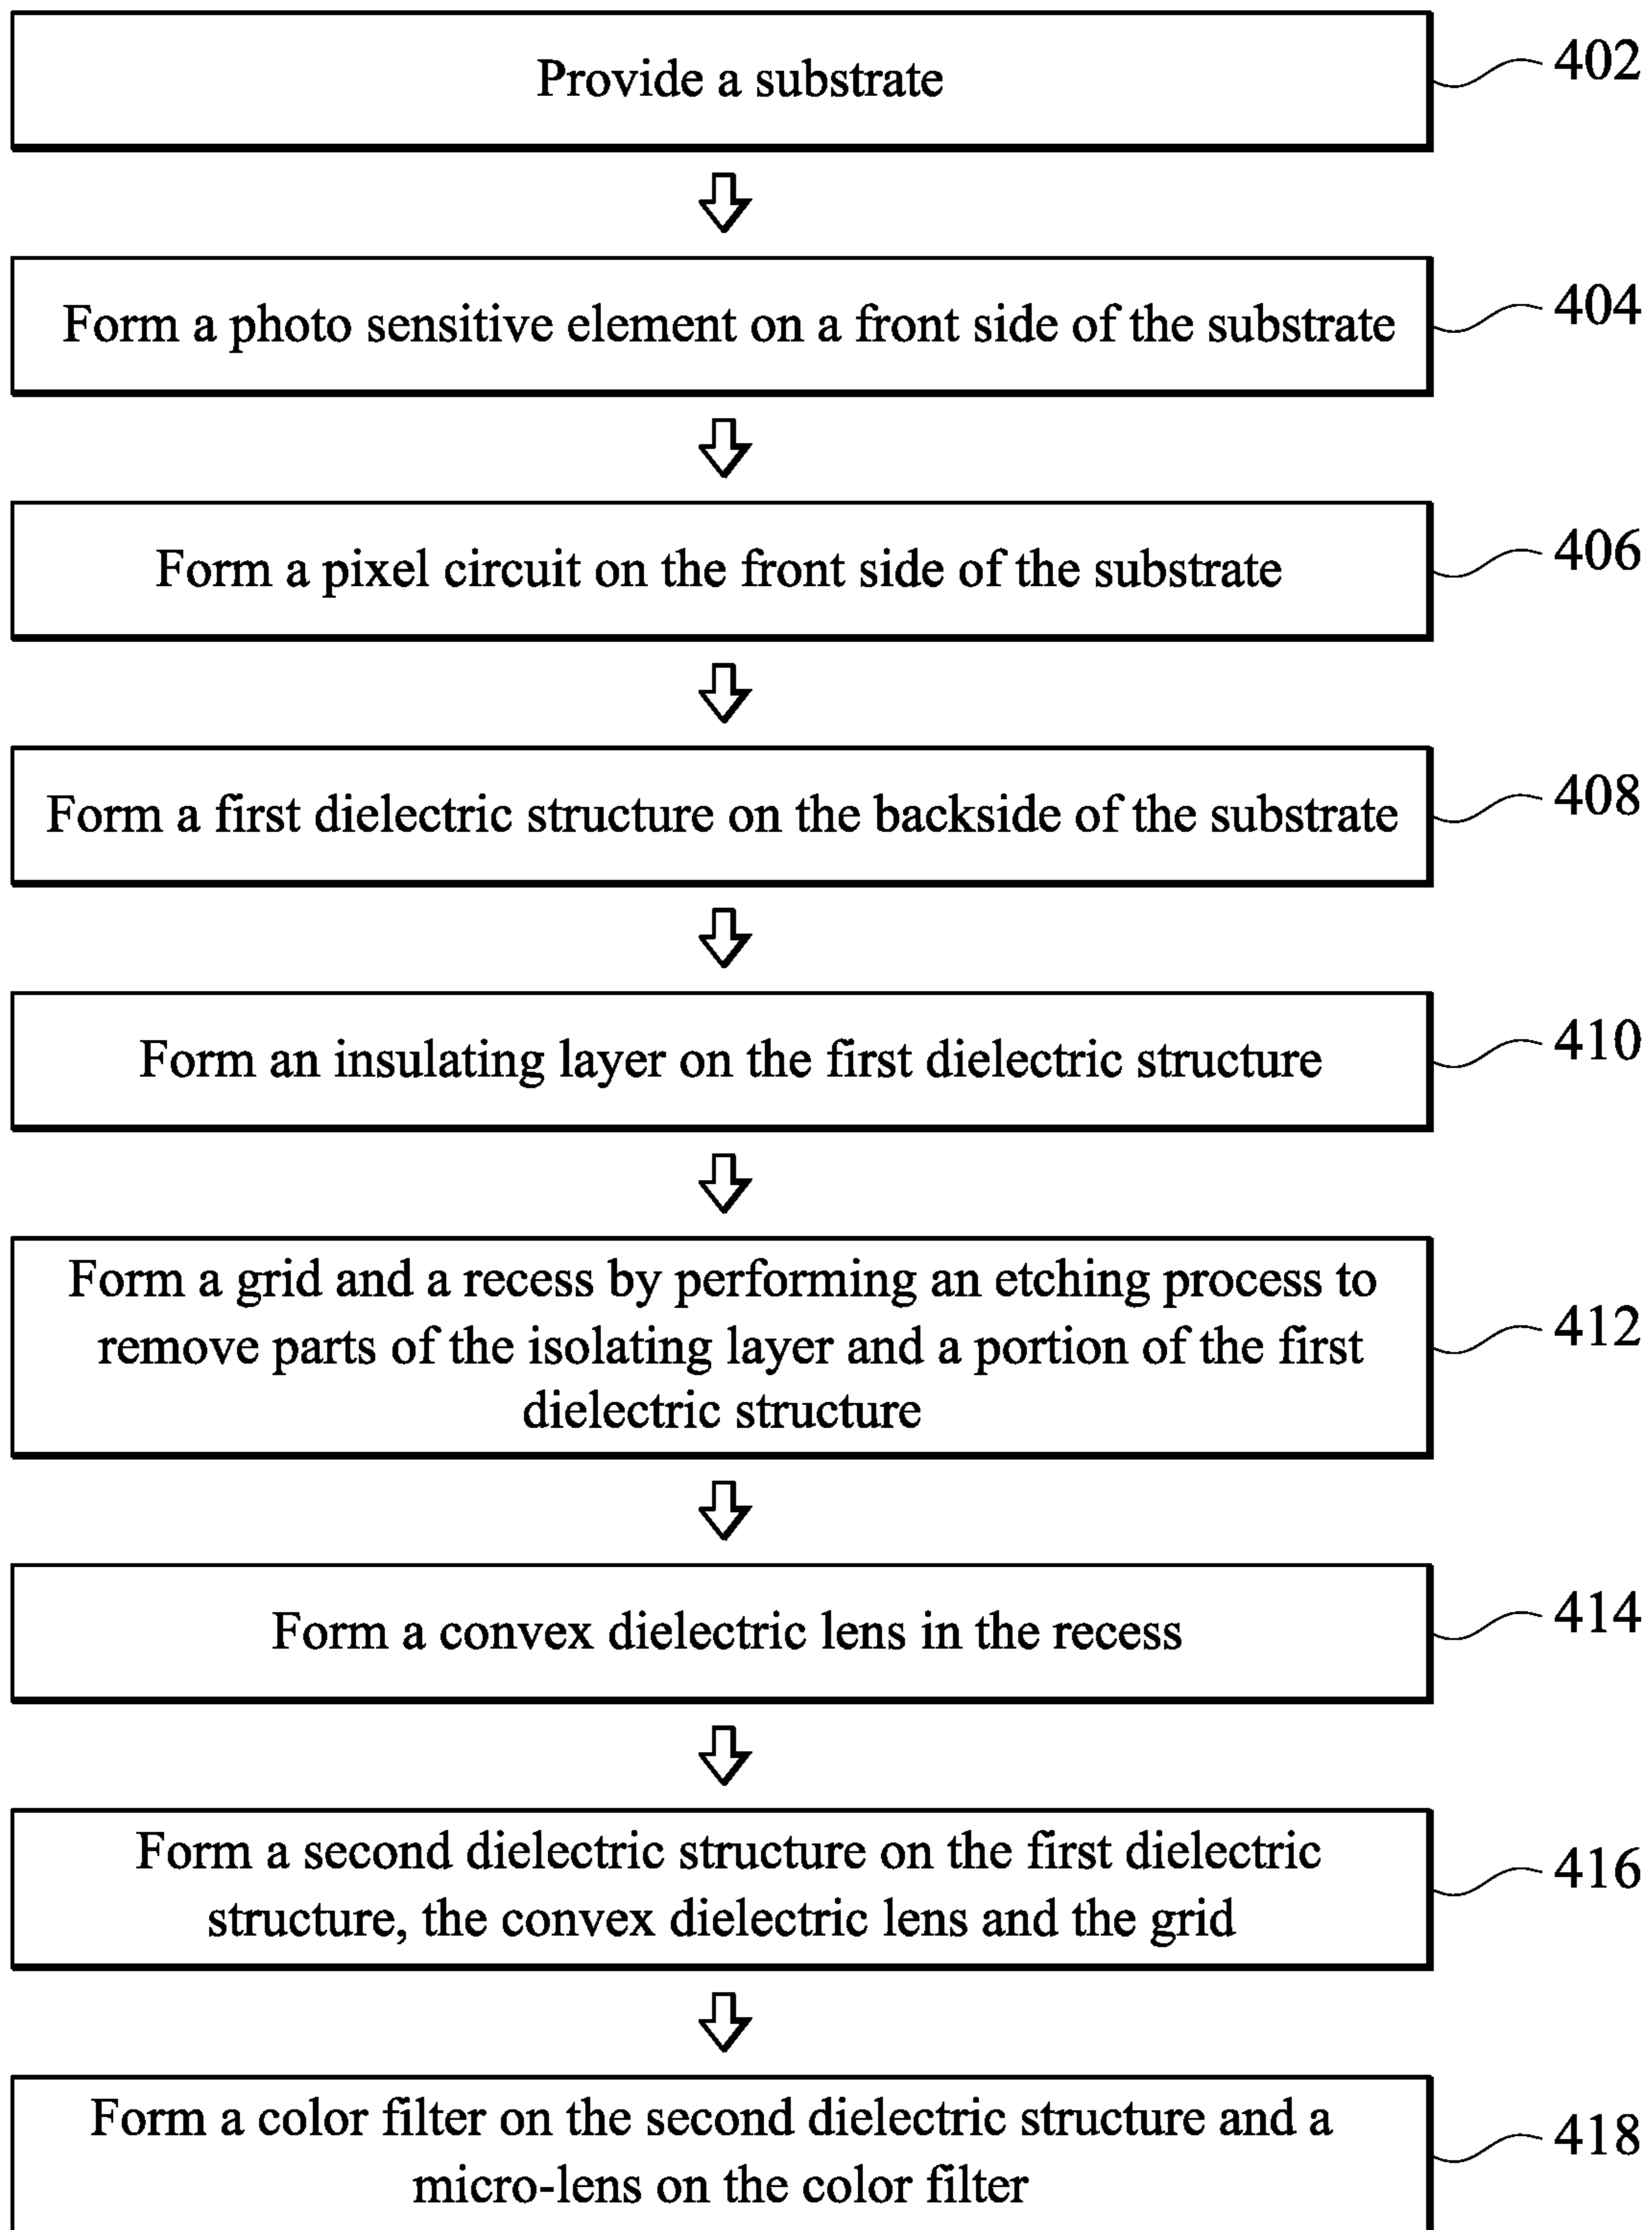 Provide a substrate
402
Form a photo sensitive element on a front side of the substrate
404
Form a pixel circuit on the front side of the substrate
406
Form a first dielectric structure on the backside of the substrate
408
Form an insulating layer on the first dielectric structure
410
Form a grid and a recess by performing an etching process to
remove parts of the isolating layer and a portion of the first
dielectric structure
412
Form a convex dielectric lens in the recess
414
Form a second dielectric structure on the first dielectric
structure, the convex dielectric lens and the grid
416
Form a color filter on the second dielectric structure and a
micro-lens on the color filter
418